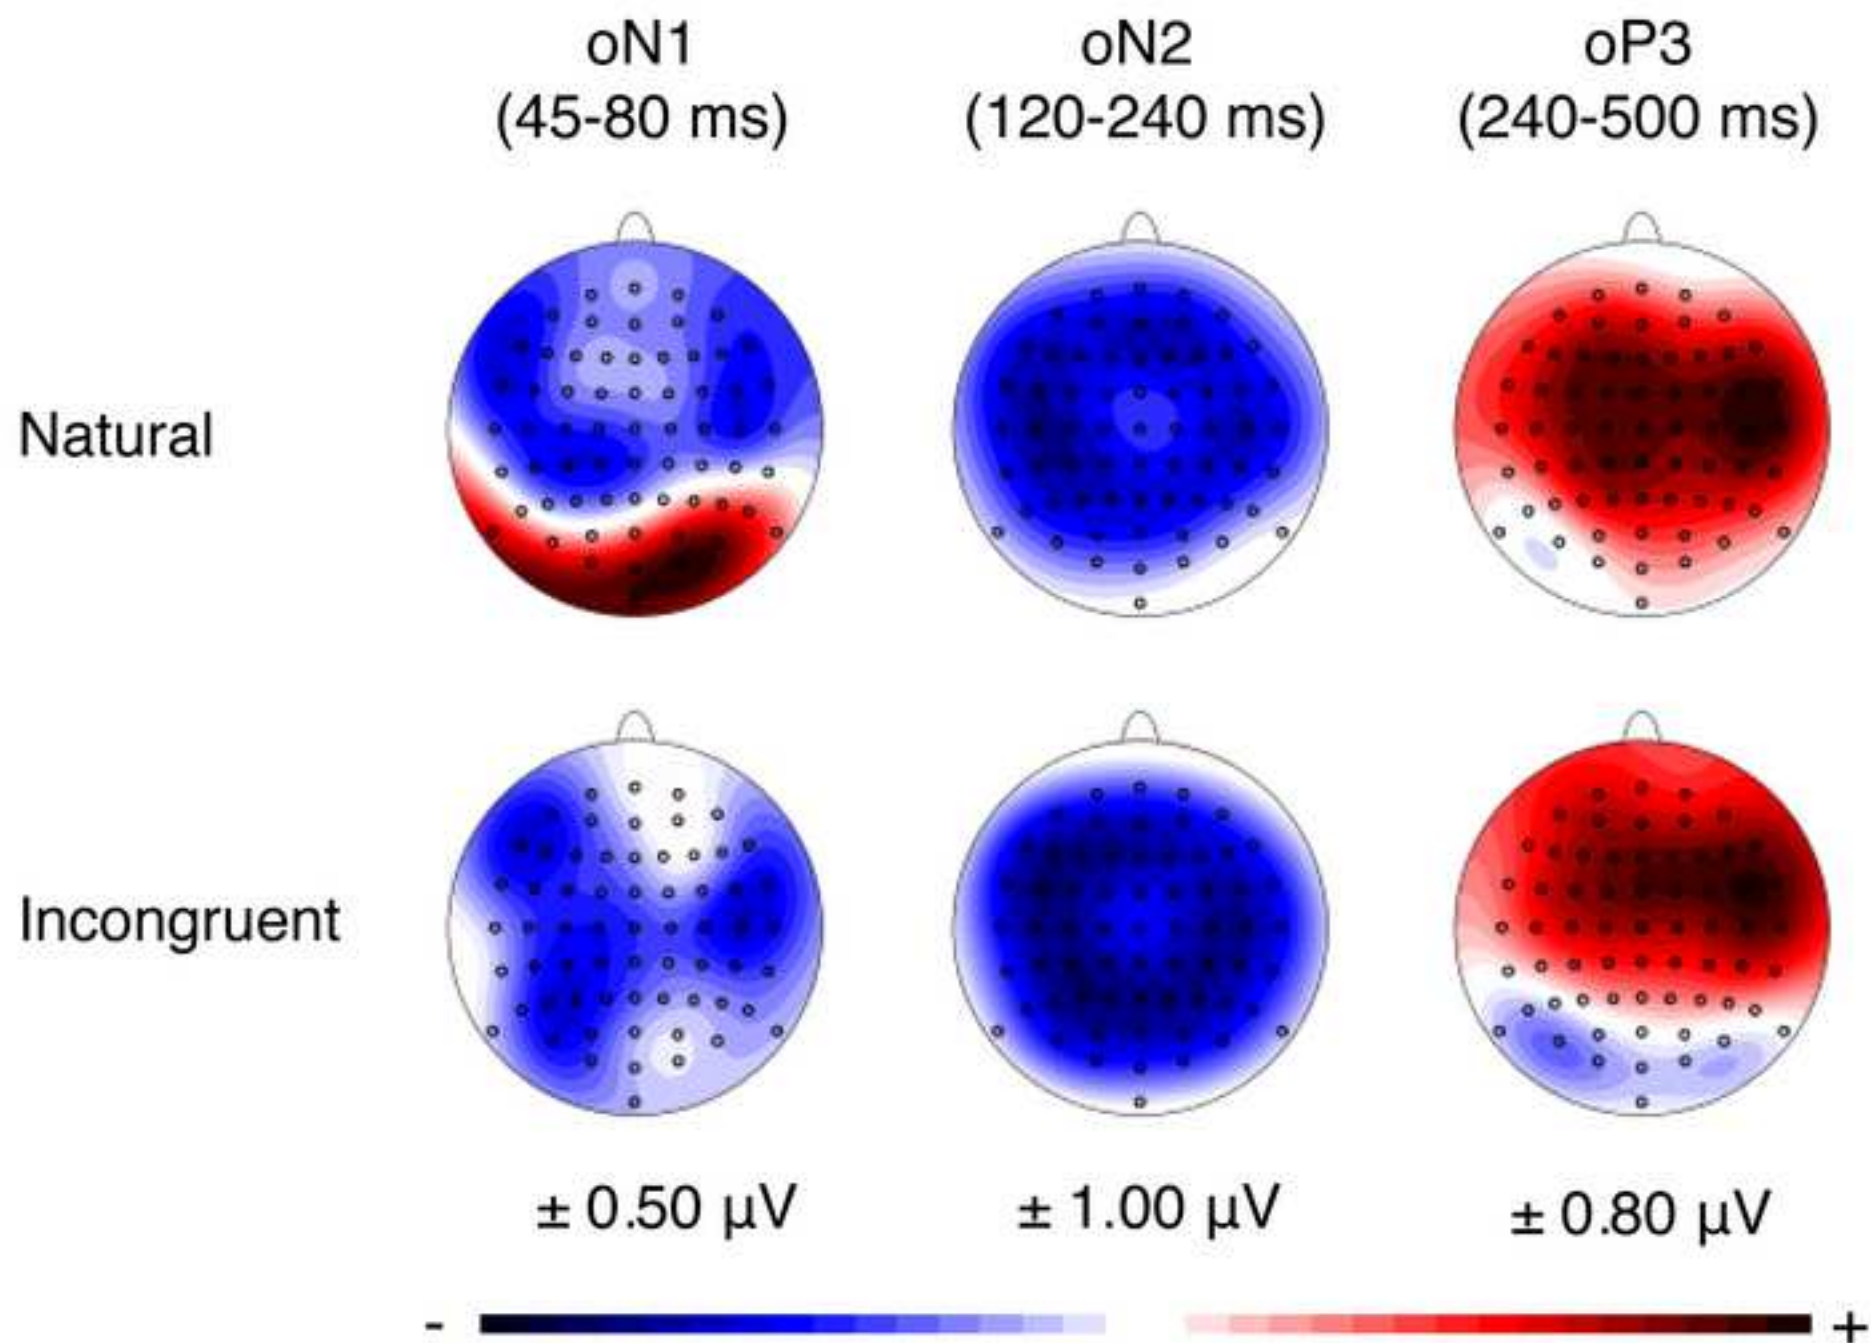 oN1 oN2 oP3
(45-80 ms) (120-240 ms) (240-500 ms)
Natural
Incongruent
± 0.50 µV ± 1.00 µV ± 0.80 µV
- +